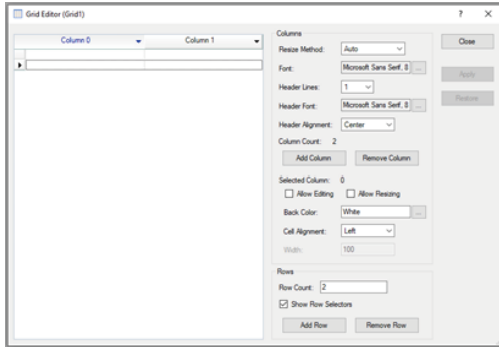 Grid Editor (Grid1)
Column 0 Column 1
Columns
Resize Method: Auto
Font: Microsoft Sans Serif, 8 ...
Header Lines: 1
Header Font: Microsoft Sans Serif, 8 ...
Header Alignment: Center
Column Count: 2
Add Column Remove Column
Selected Column: 0
Allow Editing Allow Resizing
Back Color: White ...
Cell Alignment: Left
Width: 100
Rows
Row Count: 2
Show Row Selectors
Add Row Remove Row
Close
Apply
Restore